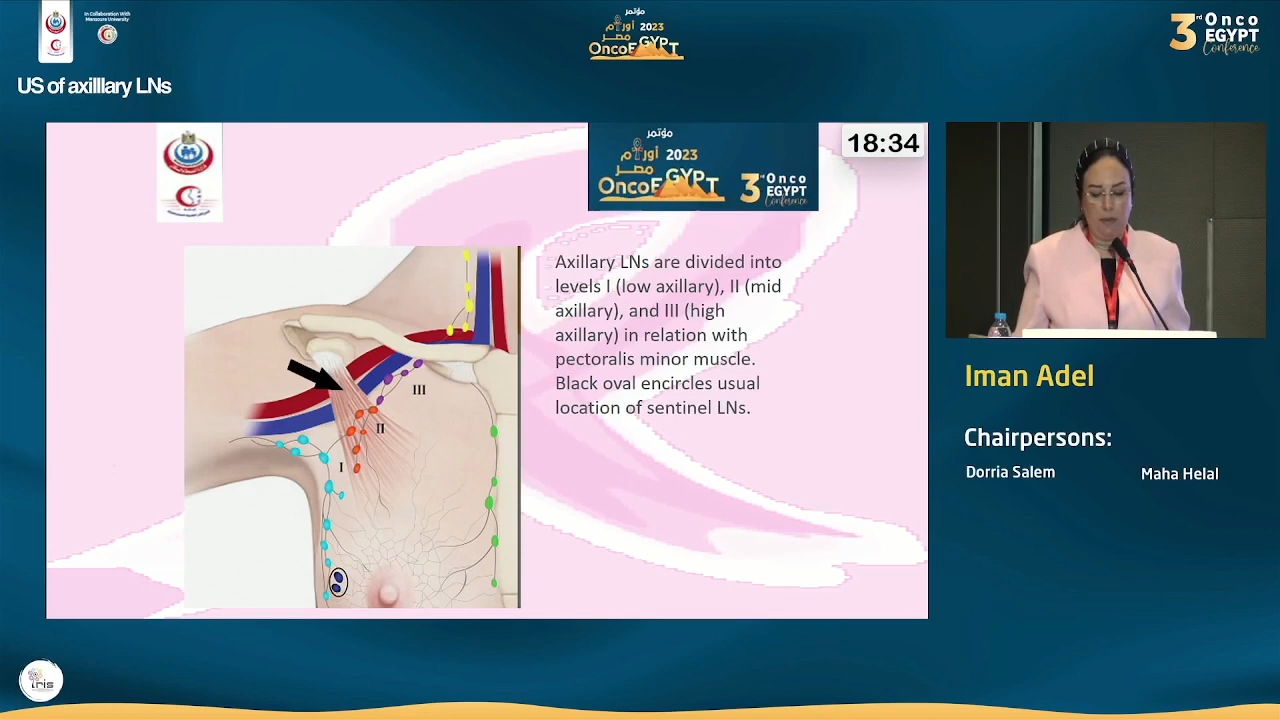 In Collaboration With
Mansoura University
مؤتمر
أورام 2023
مصر
OncoEGYPT
3rd Onco
EGYPT
Conference
US of axilllary LNs
مؤتمر
أورام 2023
مصر
OncoEGYPT
3rd Onco
EGYPT
Conference
18:34
Axillary LNs are divided into
levels I (low axillary), II (mid
axillary), and III (high
axillary) in relation with
pectoralis minor muscle.
Black oval encircles usual
location of sentinel LNs.
III
II
I
Iman Adel
Chairpersons:
Dorria Salem
Maha Helal
iris